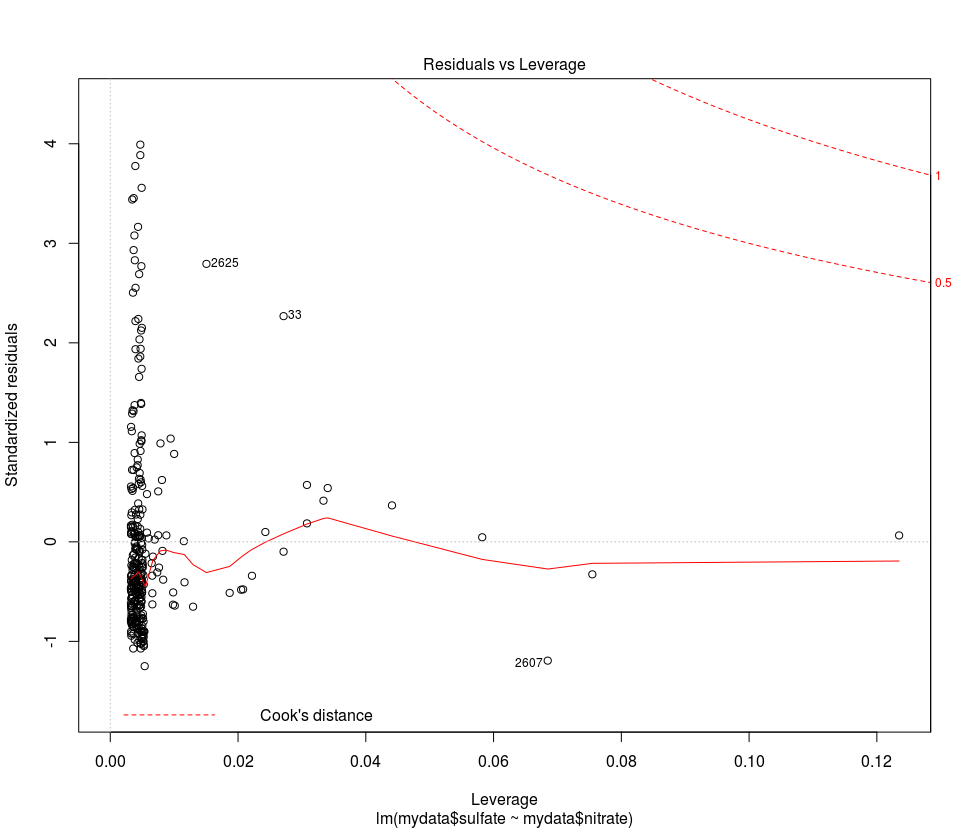 Residuals vs Leverage
Standardized residuals
4
3
2
1
0
-1
2625
33
2607
1
0.5
Cook's distance
0.00 0.02 0.04 0.06 0.08 0.10 0.12
Leverage
lm(mydata$sulfate ~ mydata$nitrate)